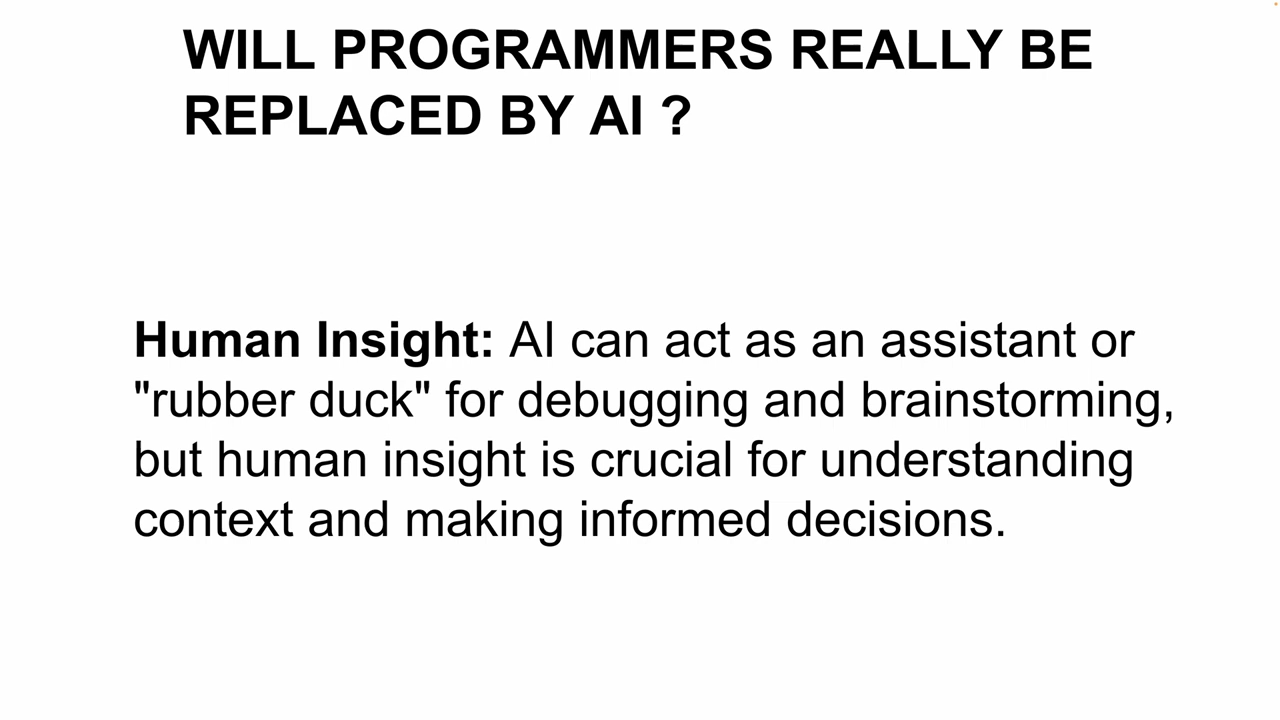 WILL PROGRAMMERS REALLY BE
REPLACED BY AI ?
Human Insight: AI can act as an assistant or
"rubber duck" for debugging and brainstorming,
but human insight is crucial for understanding
context and making informed decisions.